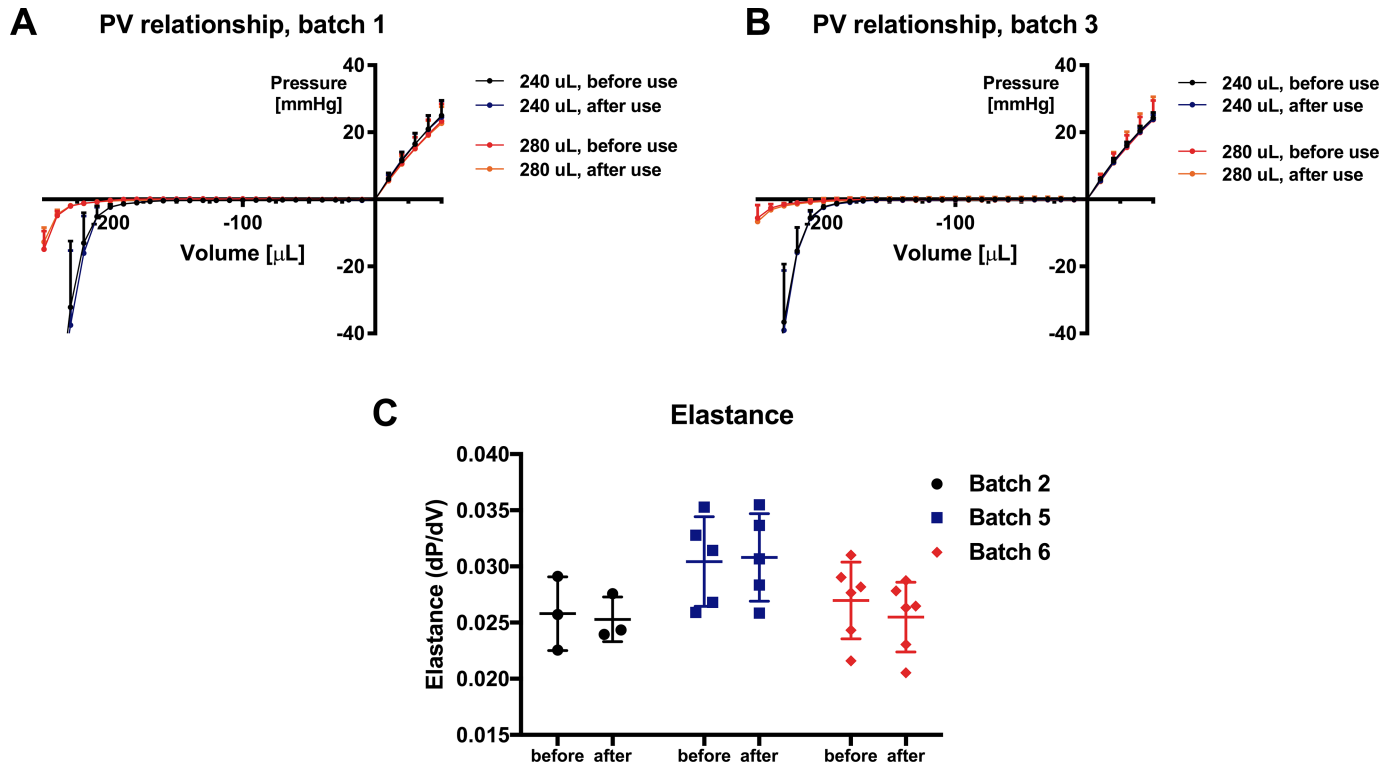 A
PV relationship, batch 1
40
Pressure
[mmHg]
20
-200
-100
Volume [μL]
-20
-40
240 uL, before use
240 uL, after use
280 uL, before use
280 uL, after use
B
PV relationship, batch 3
40
Pressure
[mmHg]
20
-200
-100
Volume [μL]
-20
-40
240 uL, before use
240 uL, after use
280 uL, before use
280 uL, after use
C
Elastance
Elastance (dP/dV)
0.040
0.035
0.030
0.025
0.020
0.015
before after before after before after
Batch 2
Batch 5
Batch 6